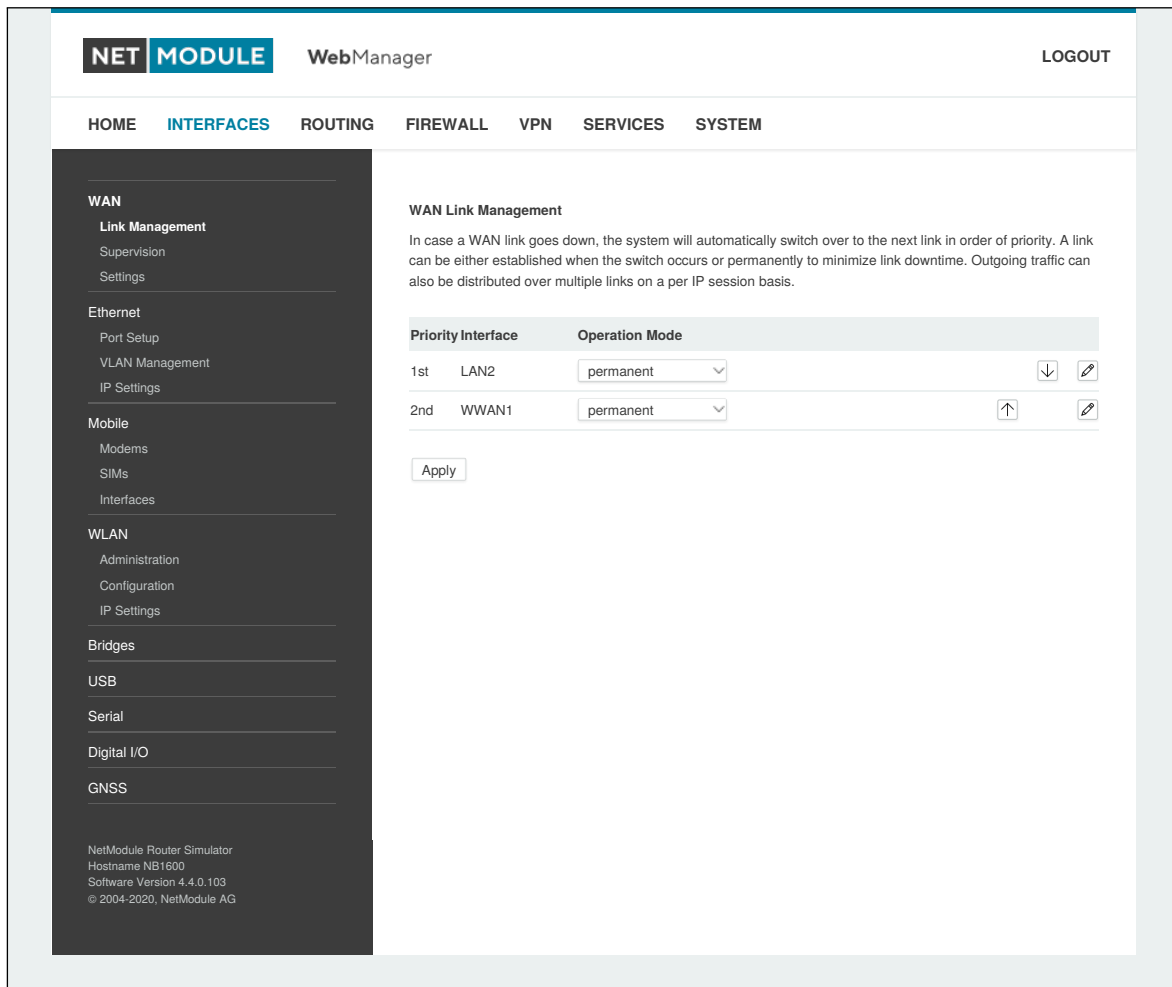 NET MODULE WebManager LOGOUT
HOME INTERFACES ROUTING FIREWALL VPN SERVICES SYSTEM
WAN
Link Management
Supervision
Settings
Ethernet
Port Setup
VLAN Management
IP Settings
Mobile
Modems
SIMs
Interfaces
WLAN
Administration
Configuration
IP Settings
Bridges
USB
Serial
Digital I/O
GNSS
NetModule Router Simulator
Hostname NB1600
Software Version 4.4.0.103
© 2004-2020, NetModule AG
WAN Link Management
In case a WAN link goes down, the system will automatically switch over to the next link in order of priority. A link
can be either established when the switch occurs or permanently to minimize link downtime. Outgoing traffic can
also be distributed over multiple links on a per IP session basis.
Priority Interface Operation Mode
1st LAN2 permanent
2nd WWAN1 permanent
Apply